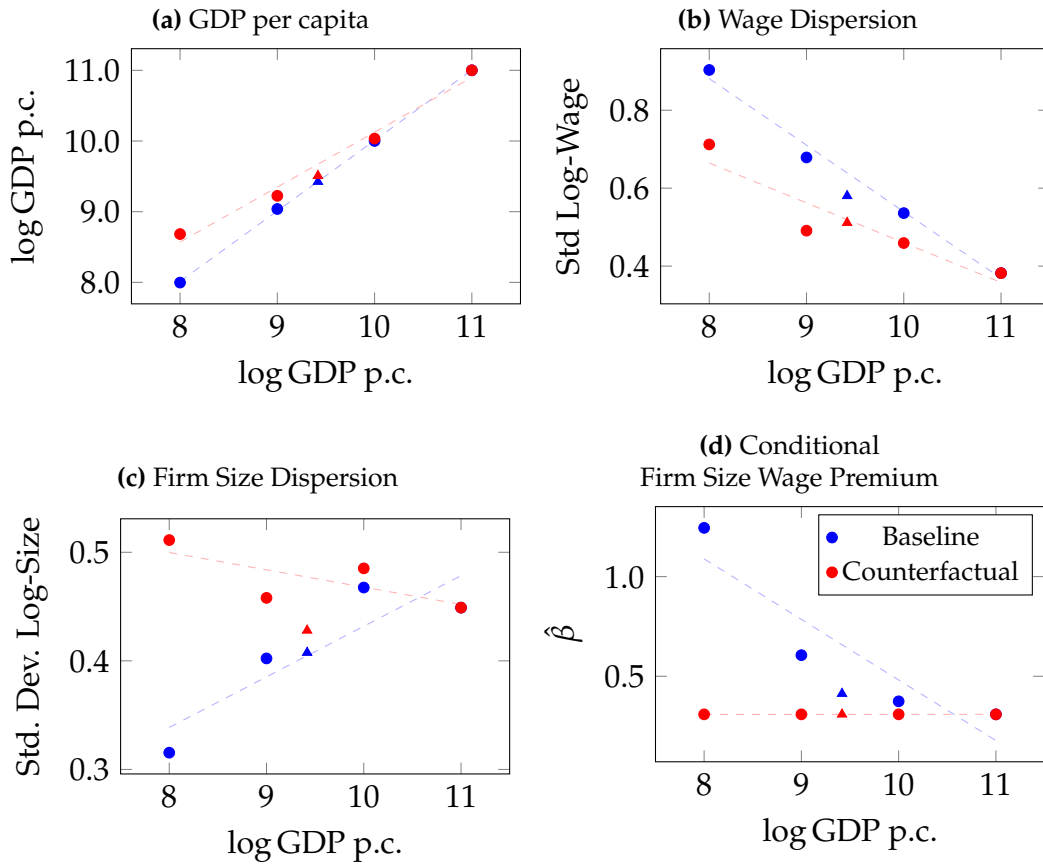 (a) GDP per capita
log GDP p.c.
11.0
10.0
9.0
8.0
8 9 10 11
log GDP p.c.
(b) Wage Dispersion
Std Log-Wage
0.8
0.6
0.4
8 9 10 11
log GDP p.c.
(c) Firm Size Dispersion
Std. Dev. Log-Size
0.5
0.4
0.3
8 9 10 11
log GDP p.c.
(d) Conditional
Firm Size Wage Premium
β̂
1.0
0.5
Baseline
Counterfactual
8 9 10 11
log GDP p.c.